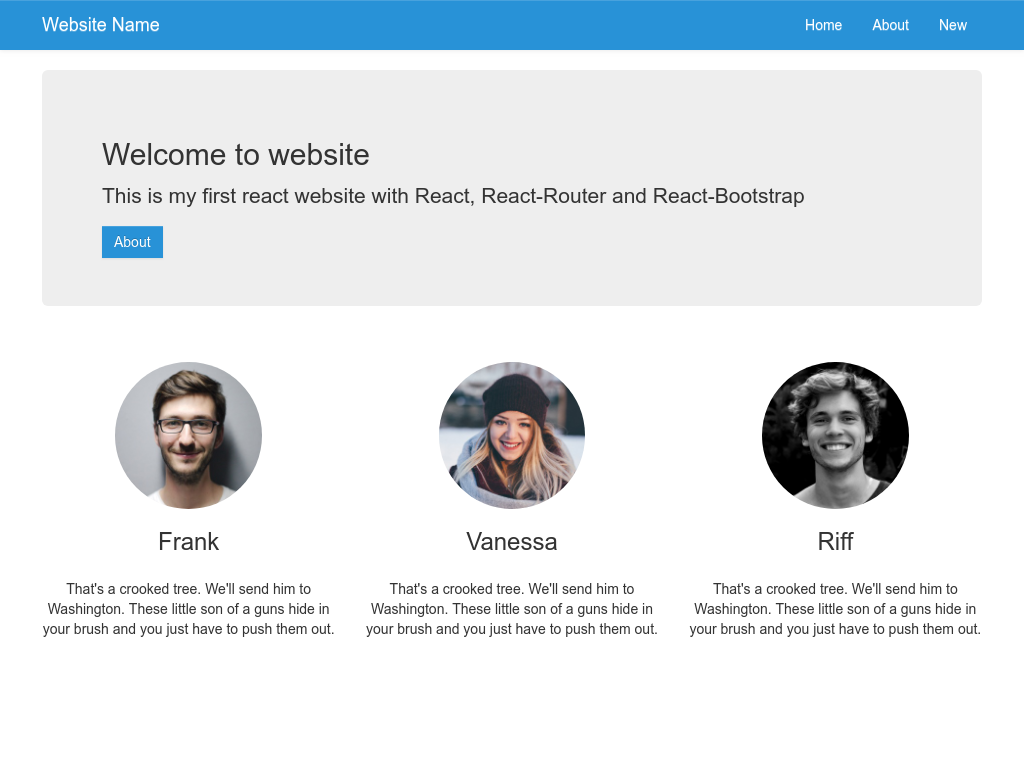 Website Name
Home About New
Welcome to website
This is my first react website with React, React-Router and React-Bootstrap
About
Frank
That's a crooked tree. We'll send him to
Washington. These little son of a guns hide in
your brush and you just have to push them out.
Vanessa
That's a crooked tree. We'll send him to
Washington. These little son of a guns hide in
your brush and you just have to push them out.
Riff
That's a crooked tree. We'll send him to
Washington. These little son of a guns hide in
your brush and you just have to push them out.